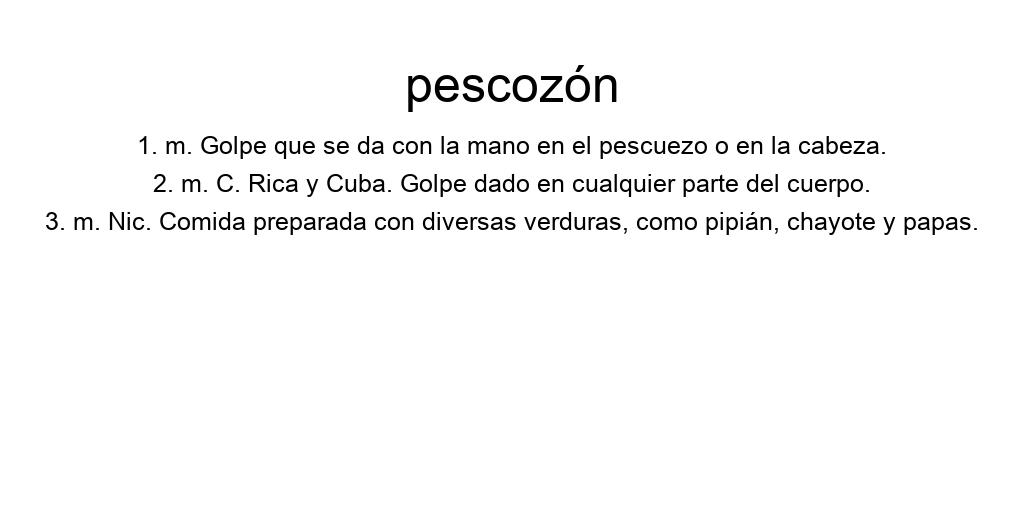 pescozón
1. m. Golpe que se da con la mano en el pescuezo o en la cabeza.
2. m. C. Rica y Cuba. Golpe dado en cualquier parte del cuerpo.
3. m. Nic. Comida preparada con diversas verduras, como pipián, chayote y papas.